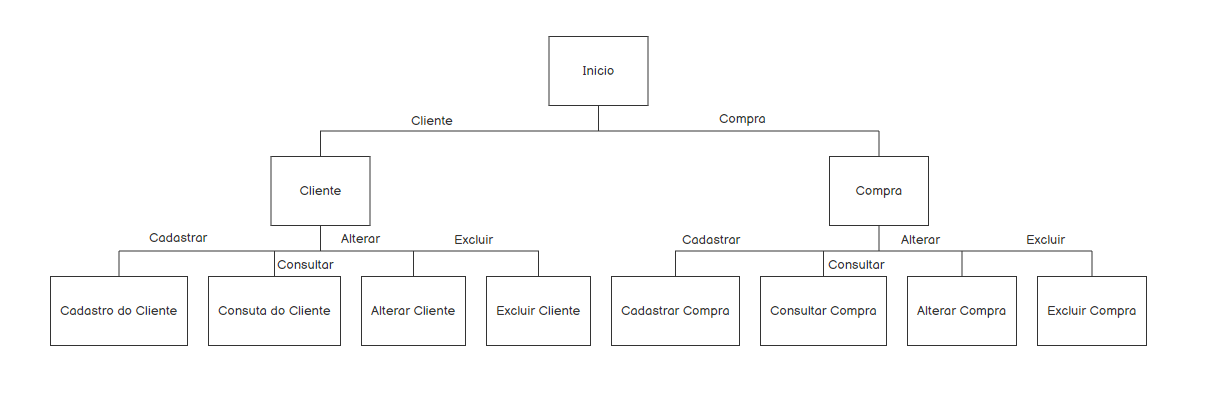 Inicio
Cliente
Compra
Cliente
Compra
Cadastrar
Alterar
Excluir
Cadastrar
Alterar
Excluir
Consultar
Consultar
Cadastro do Cliente
Consuta do Cliente
Alterar Cliente
Excluir Cliente
Cadastrar Compra
Consultar Compra
Alterar Compra
Excluir Compra